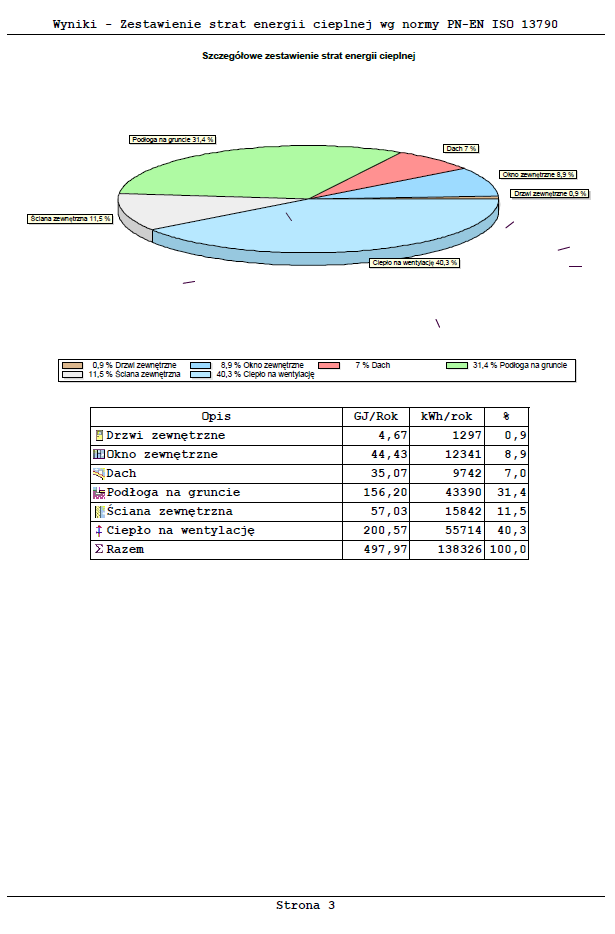 Wyniki - Zestawienie strat energii cieplnej wg normy PN-EN ISO 13790
Szczegółowe zestawienie strat energii cieplnej
Podłoga na gruncie 31,4 %
Dach 7 %
Okno zewnętrzne 8,9 %
Drzwi zewnętrzne 0,9 %
Ściana zewnętrzna 11,5 %
Ciepło na wentylację 40,3 %
0,9 % Drzwi zewnętrzne 8,9 % Okno zewnętrzne 7 % Dach 31,4 % Podłoga na gruncie
11,5 % Ściana zewnętrzna 40,3 % Ciepło na wentylację
Opis GJ/Rok kWh/rok %
Drzwi zewnętrzne 4,67 1297 0,9
Okno zewnętrzne 44,43 12341 8,9
Dach 35,07 9742 7,0
Podłoga na gruncie 156,20 43390 31,4
Ściana zewnętrzna 57,03 15842 11,5
Ciepło na wentylację 200,57 55714 40,3
Σ Razem 497,97 138326 100,0
Strona 3